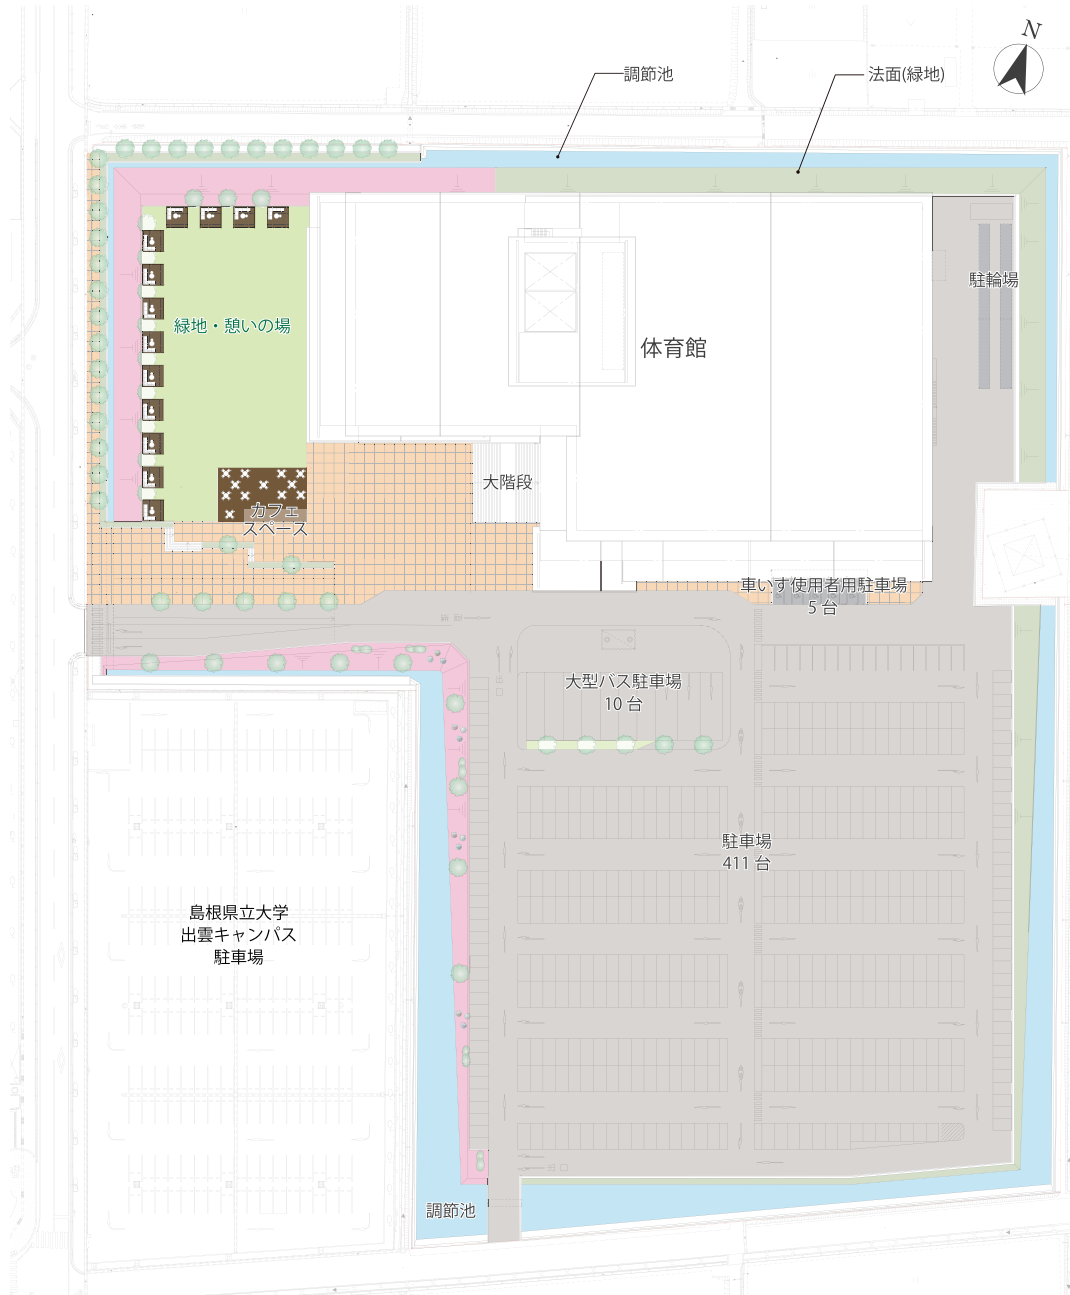 N
調節池
法面(緑地)
駐輪場
緑地・憩いの場
体育館
大階段
カフェ
スペース
車いす使用者用駐車場
5 台
大型バス駐車場
10 台
駐車場
411 台
島根県立大学
出雲キャンパス
駐車場
調節池